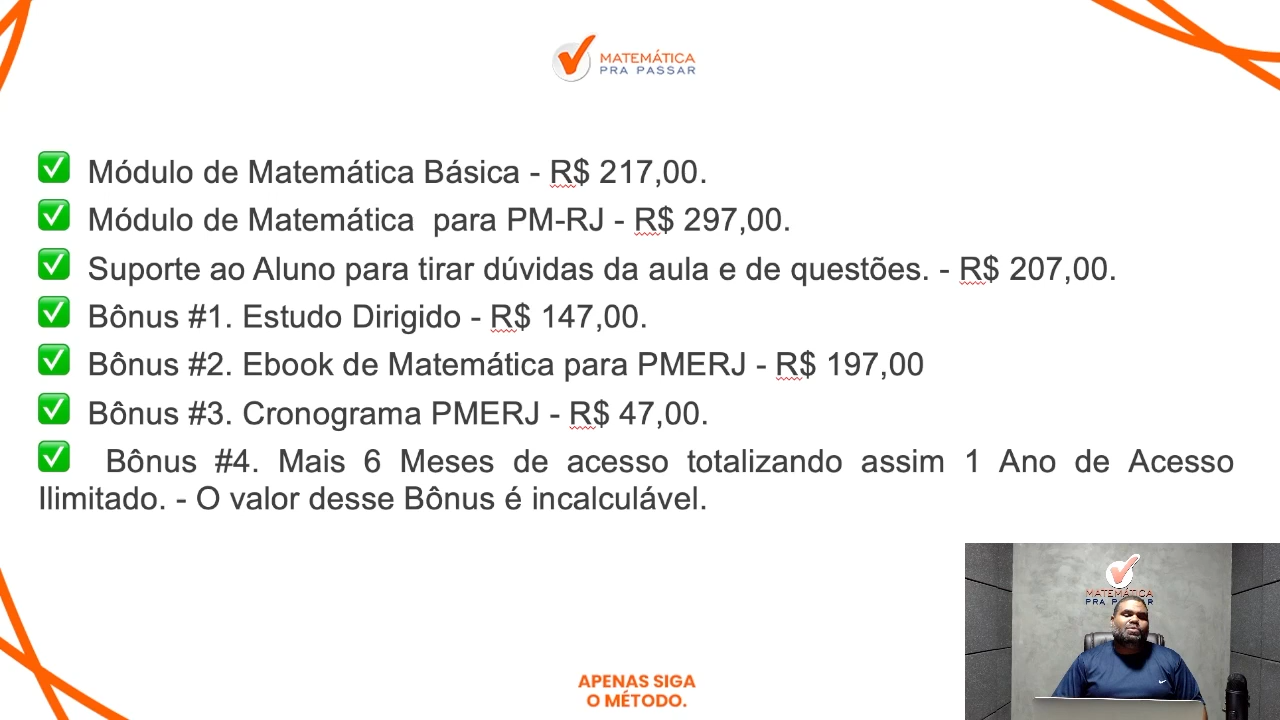 MATEMÁTICA
PRA PASSAR
✅ Módulo de Matemática Básica - R$ 217,00.
✅ Módulo de Matemática  para PM-RJ - R$ 297,00.
✅ Suporte ao Aluno para tirar dúvidas da aula e de questões. - R$ 207,00.
✅ Bônus #1. Estudo Dirigido - R$ 147,00.
✅ Bônus #2. Ebook de Matemática para PMERJ - R$ 197,00
✅ Bônus #3. Cronograma PMERJ - R$ 47,00.
✅ Bônus #4. Mais 6 Meses de acesso totalizando assim 1 Ano de Acesso
Ilimitado. - O valor desse Bônus é incalculável.
MATEMÁTICA
PRA PASSAR
APENAS SIGA
O MÉTODO.